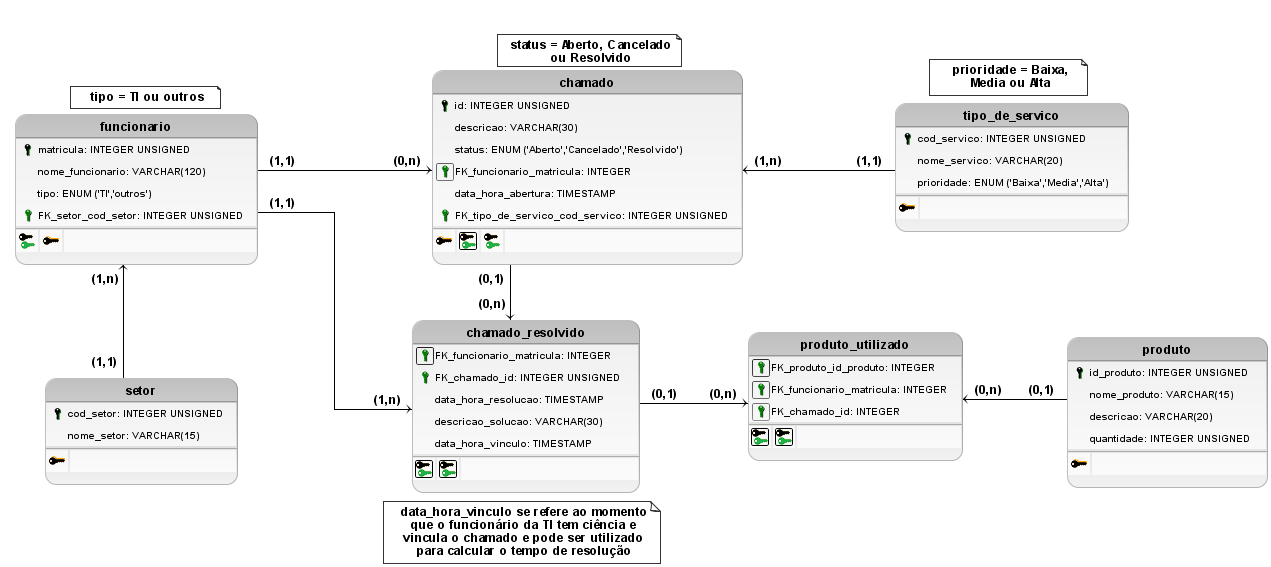 status = Aberto, Cancelado
ou Resolvido
tipo = TI ou outros
prioridade = Baixa,
Media ou Alta
funcionario
matricula: INTEGER UNSIGNED
nome_funcionario: VARCHAR(120)
tipo: ENUM ('TI','outros')
FK_setor_cod_setor: INTEGER UNSIGNED
(1,1)
(0,n)
(1,1)
chamado
id: INTEGER UNSIGNED
descricao: VARCHAR(30)
status: ENUM ('Aberto','Cancelado','Resolvido')
FK_funcionario_matricula: INTEGER
data_hora_abertura: TIMESTAMP
FK_tipo_de_servico_cod_servico: INTEGER UNSIGNED
(1,n)
(1,1)
tipo_de_servico
cod_servico: INTEGER UNSIGNED
nome_servico: VARCHAR(20)
prioridade: ENUM ('Baixa','Media','Alta')
(1,n)
(1,1)
(0,1)
(0,n)
setor
cod_setor: INTEGER UNSIGNED
nome_setor: VARCHAR(15)
(1,n)
chamado_resolvido
FK_funcionario_matricula: INTEGER
FK_chamado_id: INTEGER UNSIGNED
data_hora_resolucao: TIMESTAMP
descricao_solucao: VARCHAR(30)
data_hora_vinculo: TIMESTAMP
(0,1)
(0,n)
produto_utilizado
FK_produto_id_produto: INTEGER
FK_funcionario_matricula: INTEGER
FK_chamado_id: INTEGER
(0,n)
(0,1)
produto
id_produto: INTEGER UNSIGNED
nome_produto: VARCHAR(15)
descricao: VARCHAR(20)
quantidade: INTEGER UNSIGNED
data_hora_vinculo se refere ao momento
que o funcionário da TI tem ciência e
vincula o chamado e pode ser utilizado
para calcular o tempo de resolução